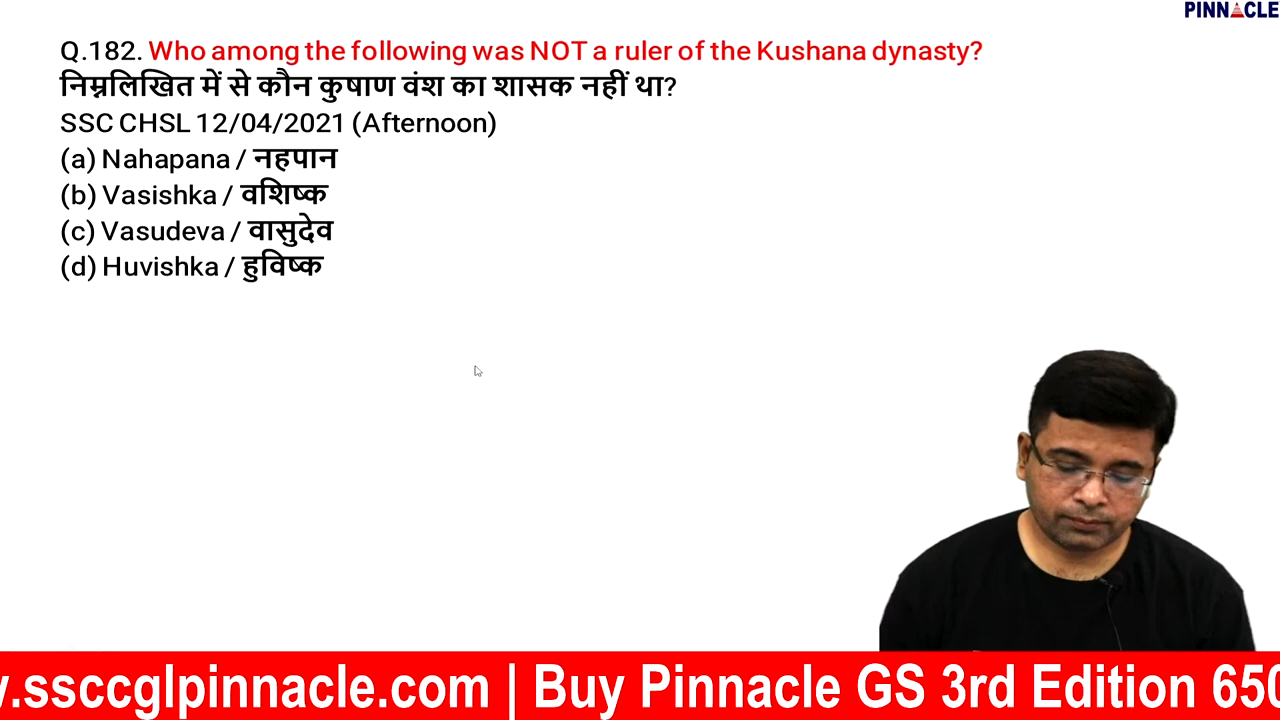 PINNACLE
Q.182. Who among the following was NOT a ruler of the Kushana dynasty?
निम्नलिखित में से कौन कुषाण वंश का शासक नहीं था?
SSC CHSL 12/04/2021 (Afternoon)
(a) Nahapana / नहपान
(b) Vasishka / वशिष्क
(c) Vasudeva / वासुदेव
(d) Huvishka / हुविष्क
.ssccglpinnacle.com | Buy Pinnacle GS 3rd Edition 650